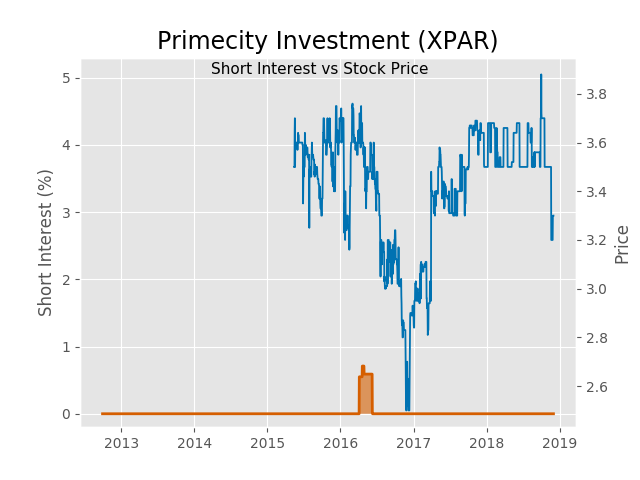 Primecity Investment (XPAR)
Short Interest vs Stock Price
Short Interest (%)
5
4
3
2
1
0
3.8
3.6
3.4
3.2
3.0
2.8
2.6
Price
2013 2014 2015 2016 2017 2018 2019